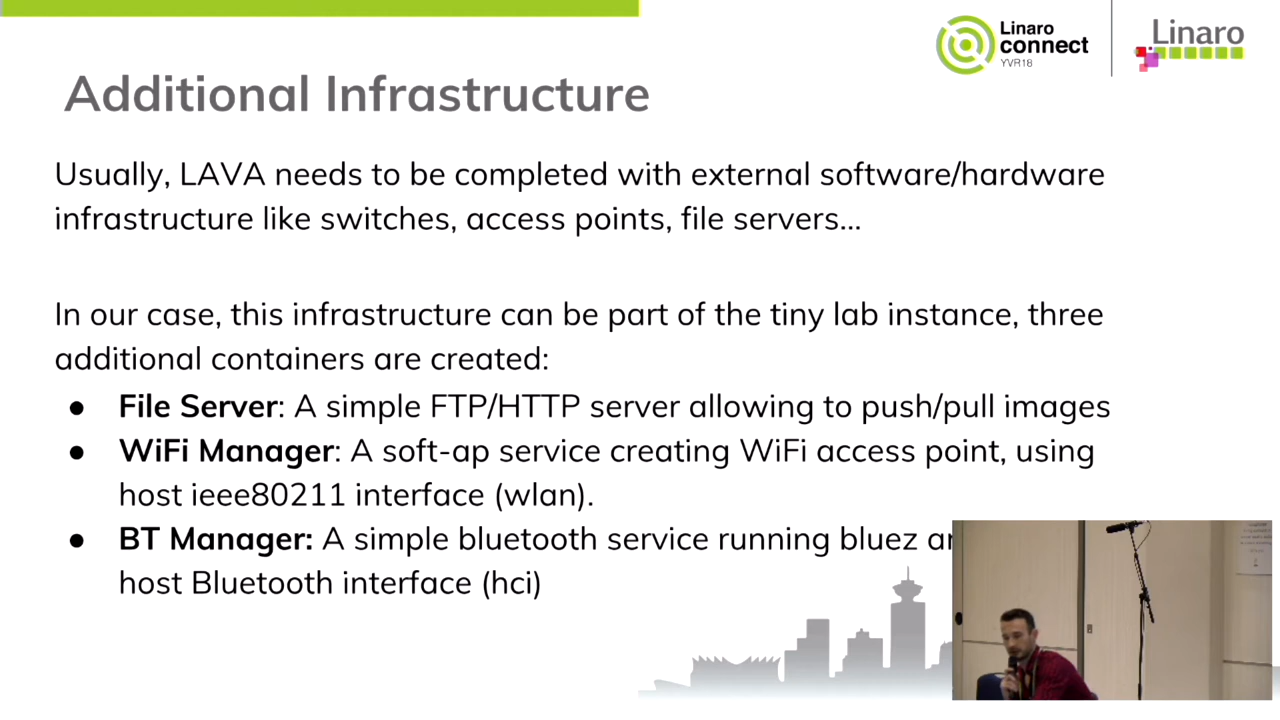 Linaro
connect
YVR18
Linaro
Additional Infrastructure
Usually, LAVA needs to be completed with external software/hardware
infrastructure like switches, access points, file servers...
In our case, this infrastructure can be part of the tiny lab instance, three
additional containers are created:
● File Server: A simple FTP/HTTP server allowing to push/pull images
● WiFi Manager: A soft-ap service creating WiFi access point, using
host ieee80211 interface (wlan).
● BT Manager: A simple bluetooth service running bluez
host Bluetooth interface (hci)